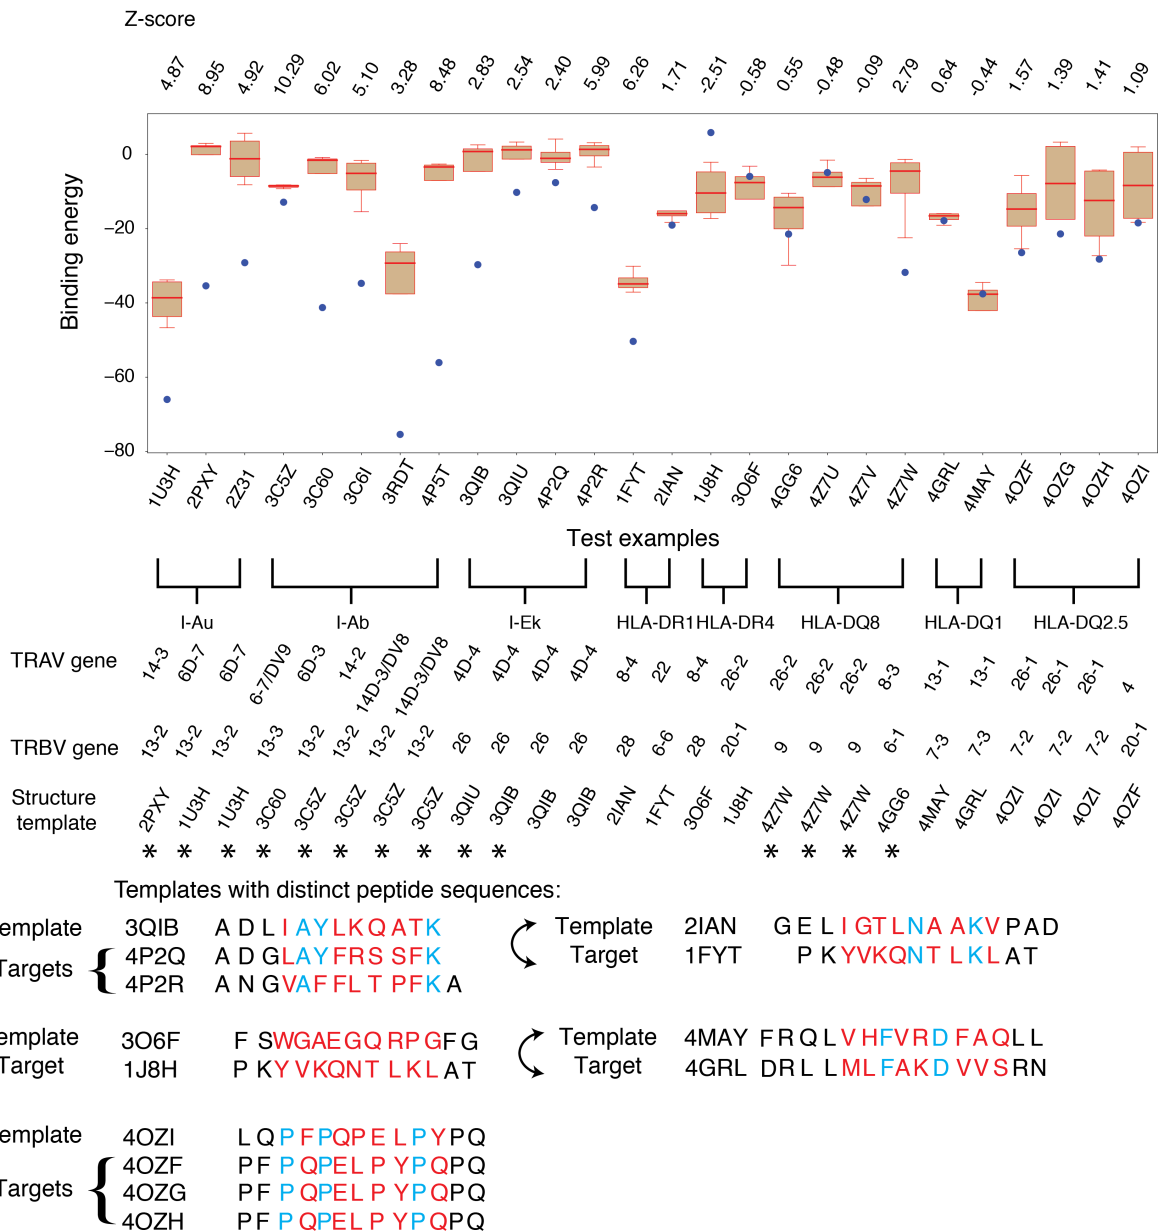 Z-score
4.87 8.95 4.92 10.29 6.02 5.10 3.28 8.48 2.83 2.54 2.40 5.99 6.26 1.71 -2.51 -0.58 0.55 -0.48 -0.09 2.79 0.64 -0.44 1.57 1.39 1.41 1.09
Binding energy
0
−20
−40
−60
−80
1U3H 2PXY 2Z31 3C5Z 3C60 3C6I 3RDT 4P5T 3QIB 3QIU 4P2Q 4P2R 1FYT 2IAN 1J8H 3O6F 4GG6 4Z7U 4Z7V 4Z7W 4GRL 4MAY 4OZF 4OZG 4OZH 4OZI
Test examples
I-Au I-Ab I-Ek HLA-DR1 HLA-DR4 HLA-DQ8 HLA-DQ1 HLA-DQ2.5
TRAV gene 14-3 6D-7 6D-7 6-7/DV9 6D-3 14-2 14D-3/DV8 14D-3/DV8 4D-4 4D-4 4D-4 4D-4 8-4 22 8-4 26-2 26-2 26-2 26-2 8-3 13-1 13-1 26-1 26-1 26-1 4
TRBV gene 13-2 13-2 13-2 13-3 13-2 13-2 13-2 13-2 26 26 26 26 28 6-6 28 20-1 9 9 9 6-1 7-3 7-3 7-2 7-2 7-2 20-1
Structure
template
2PXY 1U3H 1U3H 3C60 3C5Z 3C5Z 3C5Z 3C5Z 3QIU 3QIB 3QIB 3QIB 2IAN 1FYT 3O6F 1J8H 4Z7W 4Z7W 4Z7W 4GG6 4MAY 4GRL 4OZI 4OZI 4OZI 4OZF
* * * * * * * * * * * * * *
Templates with distinct peptide sequences:
emplate 3QIB A D L I A Y L K Q A T K
Targets
4P2Q A D G L A Y F R S S F K
4P2R A N G V A F F L T P F K A
Template 2IAN G E L I G T L N A A K V P A D
Target 1FYT P K Y V K Q N T L K L A T
emplate 3O6F F S W G A E G Q R P G F G
Target 1J8H P K Y V K Q N T L K L A T
Template 4MAY F R Q L V H F V R D F A Q L L
Target 4GRL D R L L M L F A K D V V S R N
emplate 4OZI L Q P F P Q P E L P Y P Q
Targets
4OZF P F P Q P E L P Y P Q P Q
4OZG P F P Q P E L P Y P Q P Q
4OZH P F P Q P E L P Y P Q P Q